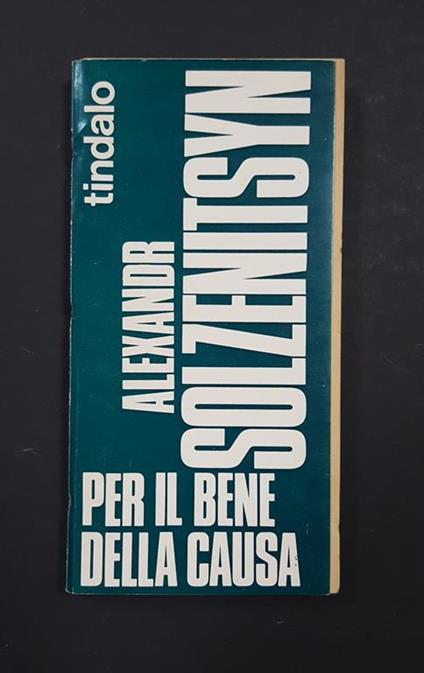 tindalo
ALEXANDR
SOLZENITSYN
PER IL BENE
DELLA CAUSA